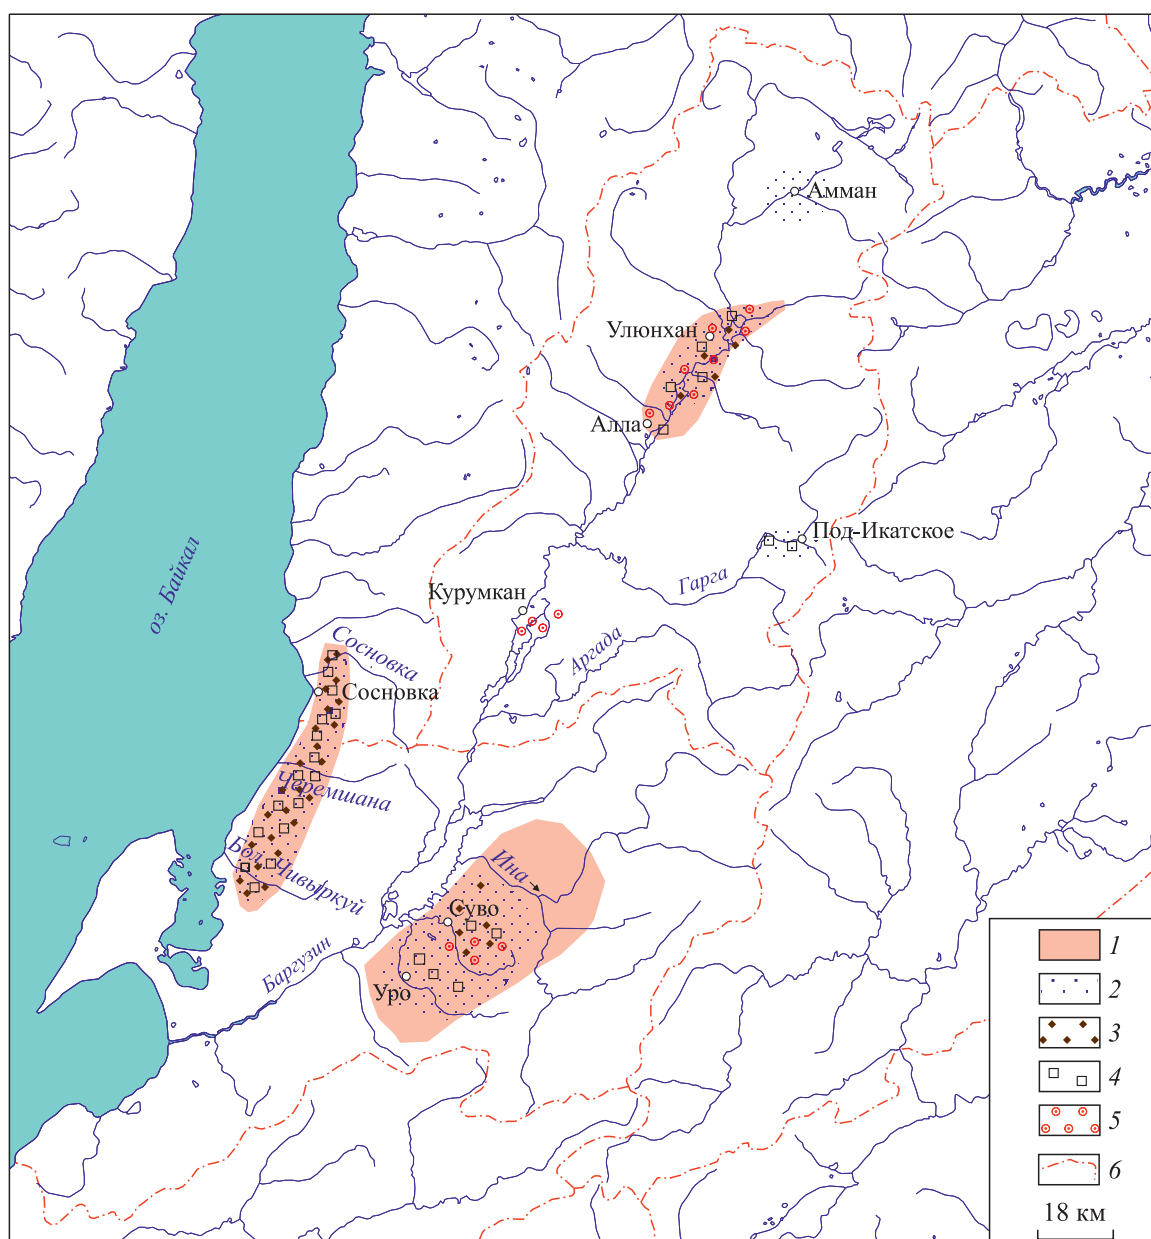 Амман
Улюнхан
Алла
Под-Икатское
Гарга
оз. Байкал
Курумкан
Аргада
Сосновка
Сосновка
Черемшана
Бол. Чивыркуй
Ина
Суво
Баргузин
Уро
1
2
3
4
5
6
18 км